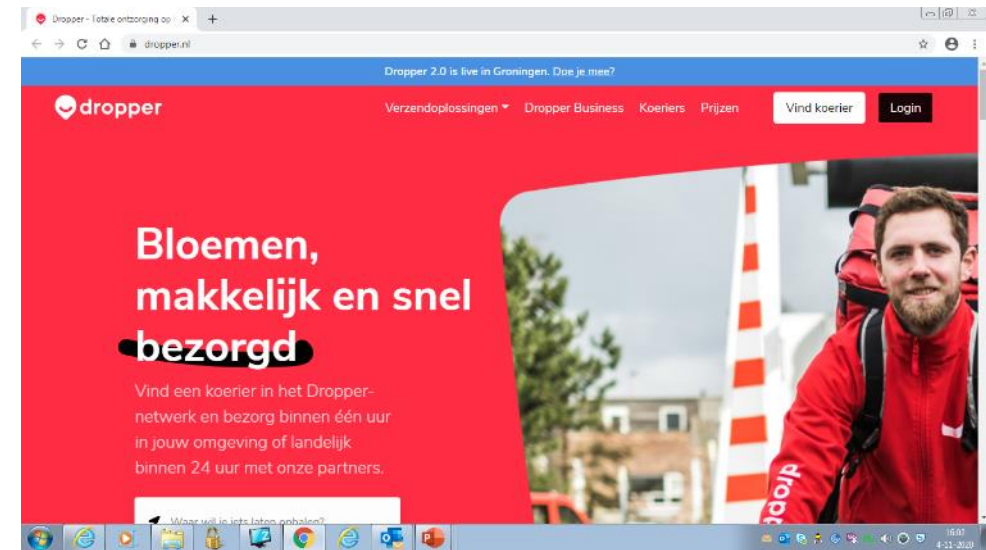 Dropper - Totale ontzorging op
dropper.nl
Dropper 2.0 is live in Groningen. Doe je mee?
dropper
Verzendoplossingen Dropper Business Koeriers Prijzen Vind koerier Login
Bloemen,
makkelijk en snel
bezorgd
Vind een koerier in het Dropper-
netwerk en bezorg binnen één uur
in jouw omgeving of landelijk
binnen 24 uur met onze partners.
Waar wil je iets laten ophalen?
dropp
16:02
4-11-2020